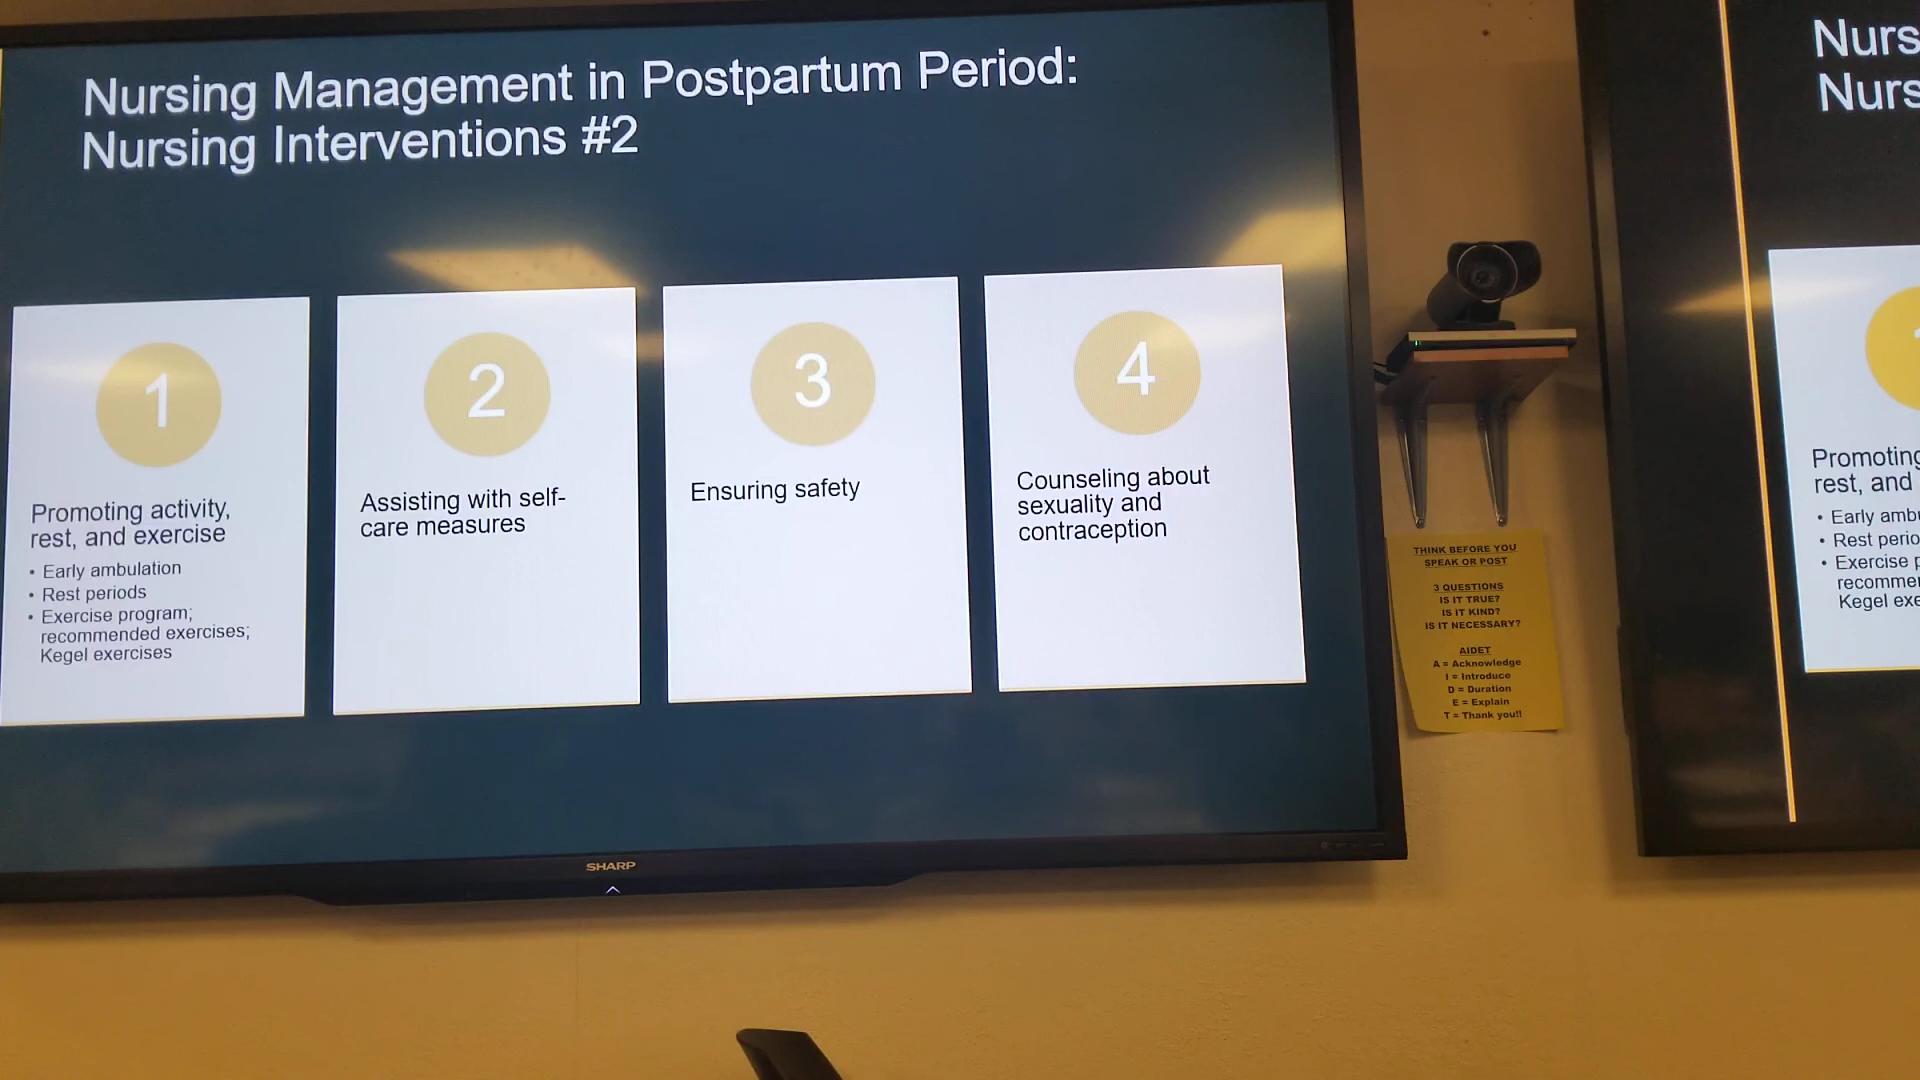 Nursing Management in Postpartum Period:
Nursing Interventions #2
1
Promoting activity,
rest, and exercise
• Early ambulation
• Rest periods
• Exercise program;
recommended exercises;
Kegel exercises
2
Assisting with self-
care measures
3
Ensuring safety
4
Counseling about
sexuality and
contraception
SHARP
THINK BEFORE YOU
SPEAK OR POST
3 QUESTIONS
IS IT TRUE?
IS IT KIND?
IS IT NECESSARY?
AIDET
A = Acknowledge
I = Introduce
D = Duration
E = Explain
T = Thank you!!
Nurs
Nurs
Promoting
rest, and
• Early ambu
• Rest perio
• Exercise p
recommen
Kegel exe